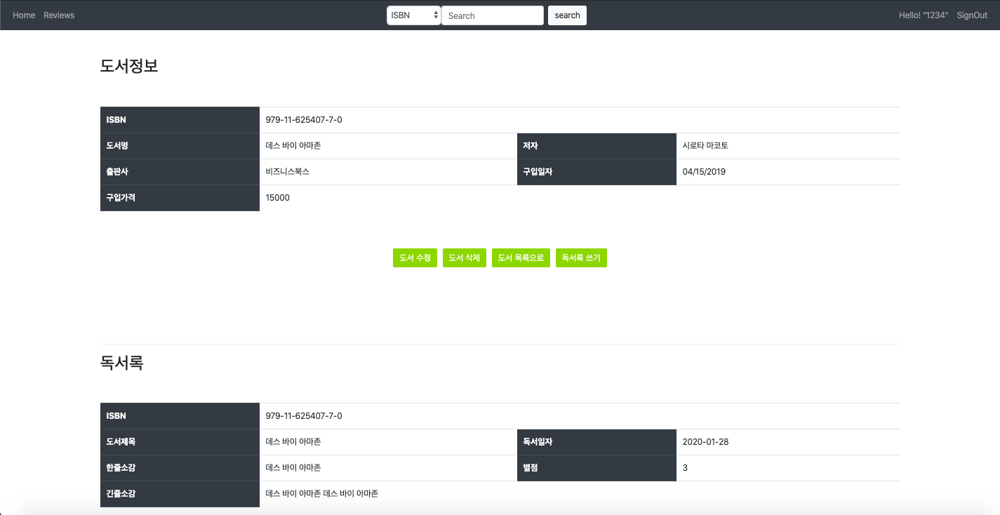 Home Reviews ISBN Search search Hello! "1234" SignOut
도서정보
ISBN 979-11-625407-7-0
도서명 데스 바이 아마존 저자 시로타 마코토
출판사 비즈니스북스 구입일자 04/15/2019
구입가격 15000
도서 수정 도서 삭제 도서 목록으로 독서록 쓰기
독서록
ISBN 979-11-625407-7-0
도서제목 데스 바이 아마존 독서일자 2020-01-28
한줄소감 데스 바이 아마존 별점 3
긴줄소감 데스 바이 아마존 데스 바이 아마존